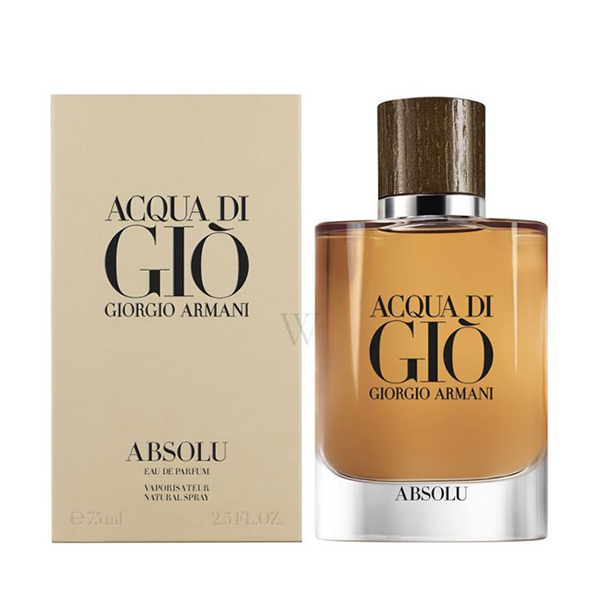 ACQUA DI
GIÒ
GIORGIO ARMANI
ABSOLU
EAU DE PARFUM
VAPORISATEUR
NATURAL SPRAY
℮75 ml 2.5 FL.OZ.
ACQUA DI
GIÒ
GIORGIO ARMANI
ABSOLU
W